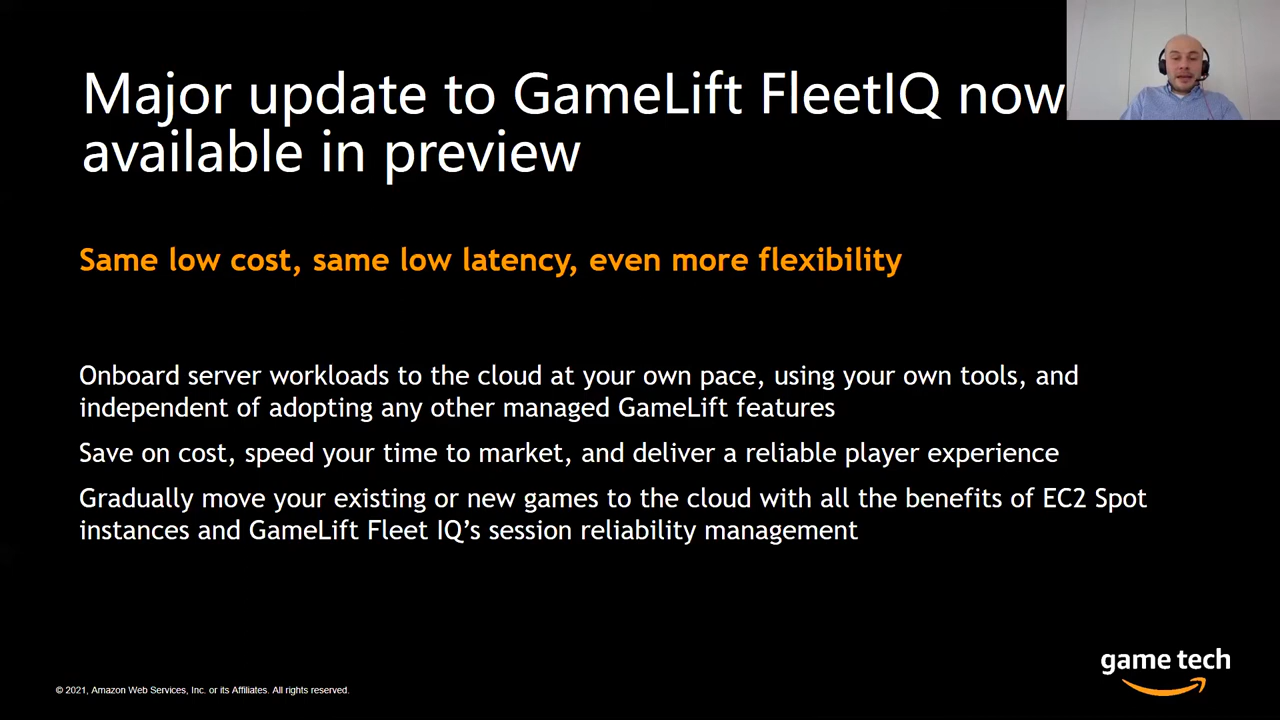 Major update to GameLift FleetIQ now
available in preview
Same low cost, same low latency, even more flexibility
Onboard server workloads to the cloud at your own pace, using your own tools, and
independent of adopting any other managed GameLift features
Save on cost, speed your time to market, and deliver a reliable player experience
Gradually move your existing or new games to the cloud with all the benefits of EC2 Spot
instances and GameLift Fleet IQ’s session reliability management
game tech
© 2021, Amazon Web Services, Inc. or its Affiliates. All rights reserved.